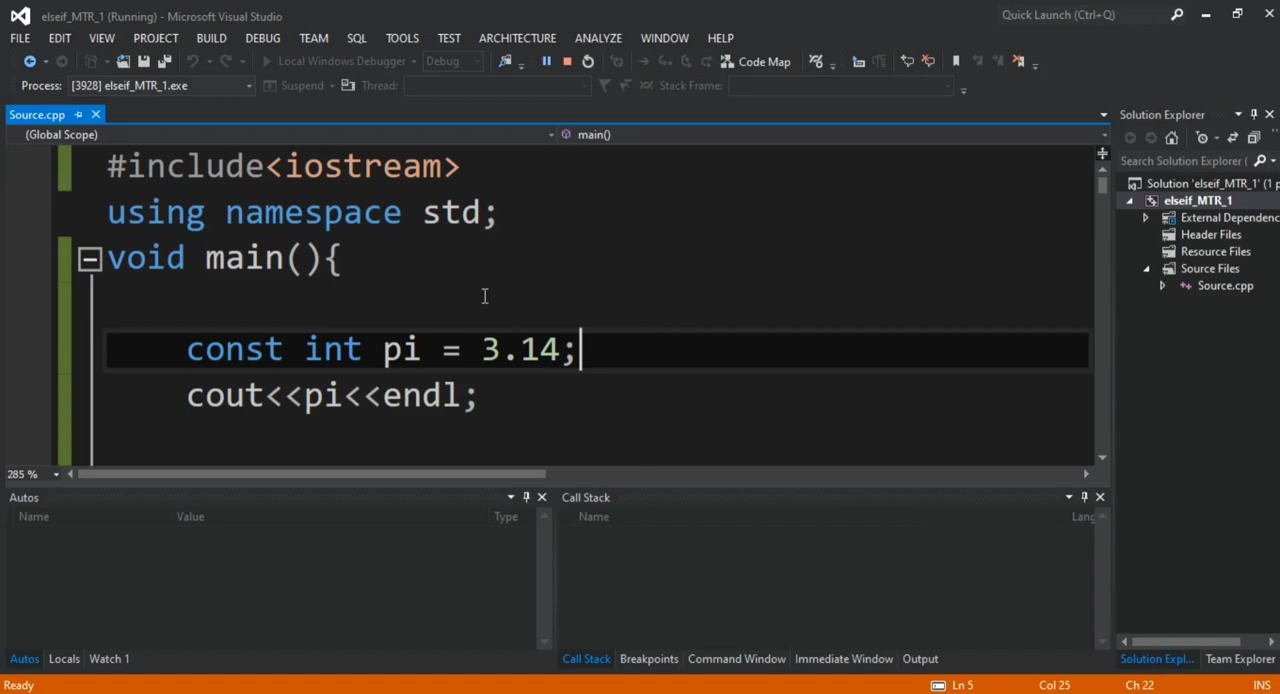 elseif_MTR_1 (Running) - Microsoft Visual Studio
Quick Launch (Ctrl+Q)
FILE EDIT VIEW PROJECT BUILD DEBUG TEAM SQL TOOLS TEST ARCHITECTURE ANALYZE WINDOW HELP
Local Windows Debugger Debug Code Map
Process: [3928] elseif_MTR_1.exe Suspend Thread: Stack Frame:
Source.cpp
(Global Scope) main()
#include<iostream>
using namespace std;
void main(){
const int pi = 3.14;
cout<<pi<<endl;
285 %
Solution Explorer
Search Solution Explorer (
Solution 'elseif_MTR_1' (1 p
elseif_MTR_1
External Dependenc
Header Files
Resource Files
Source Files
Source.cpp
Autos
Name Value Type
Call Stack
Name Lang
Autos Locals Watch 1
Call Stack Breakpoints Command Window Immediate Window Output
Solution Expl... Team Explorer
Ready Ln 5 Col 25 Ch 22 INS